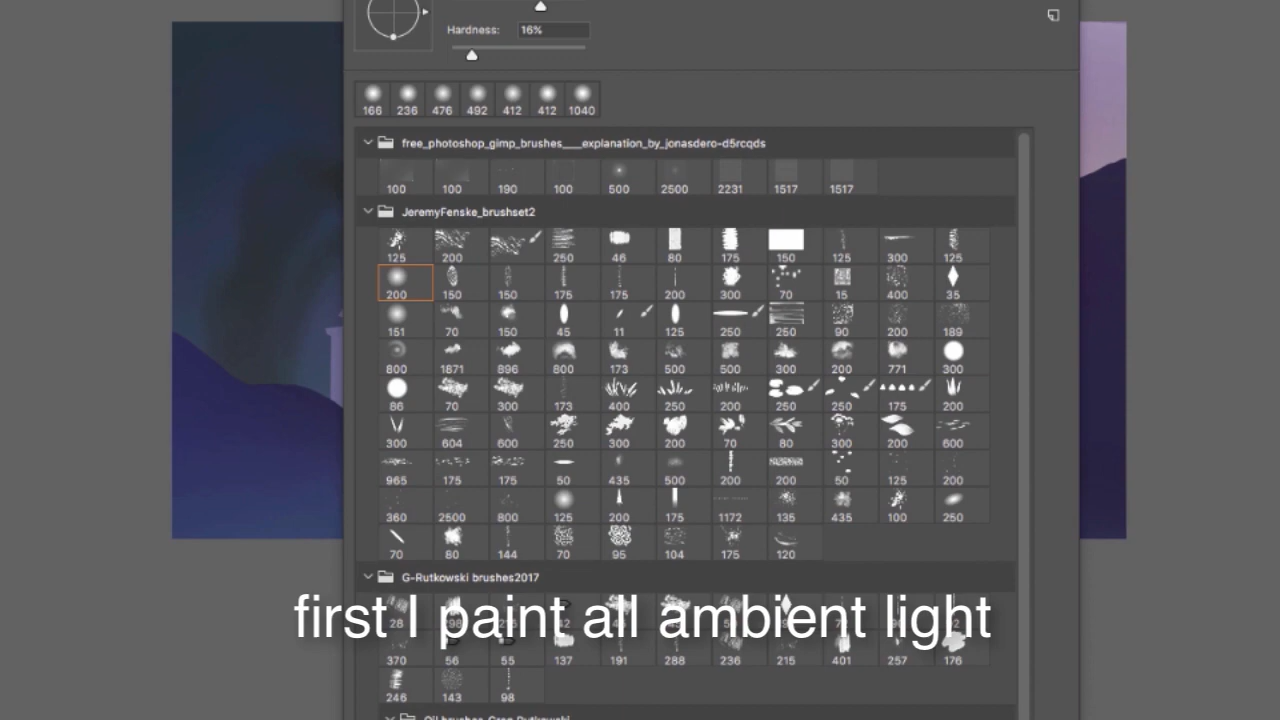 Hardness: 16%
166 236 476 492 412 412 1040
free_photoshop_gimp_brushes___explanation_by_jonasdero-d5rcqds
100 100 190 100 500 2500 2231 1517 1517
JeremyFenske_brushset2
125 200 250 46 80 175 150 125 300 125
200 150 150 175 175 200 300 70 15 400 35
151 70 150 45 11 125 250 250 90 200 189
800 1871 896 800 173 500 500 300 200 771 300
86 70 300 173 400 250 200 250 250 175 200
300 604 600 250 300 200 70 80 300 200 600
965 175 175 50 435 500 200 200 50 125 200
360 2500 800 125 200 175 1172 135 435 100 250
70 80 144 70 95 104 175 120
G-Rutkowski brushes2017
28
first I paint all ambient light
370 56 55 137 191 288 236 215 401 257 176
246 143 98